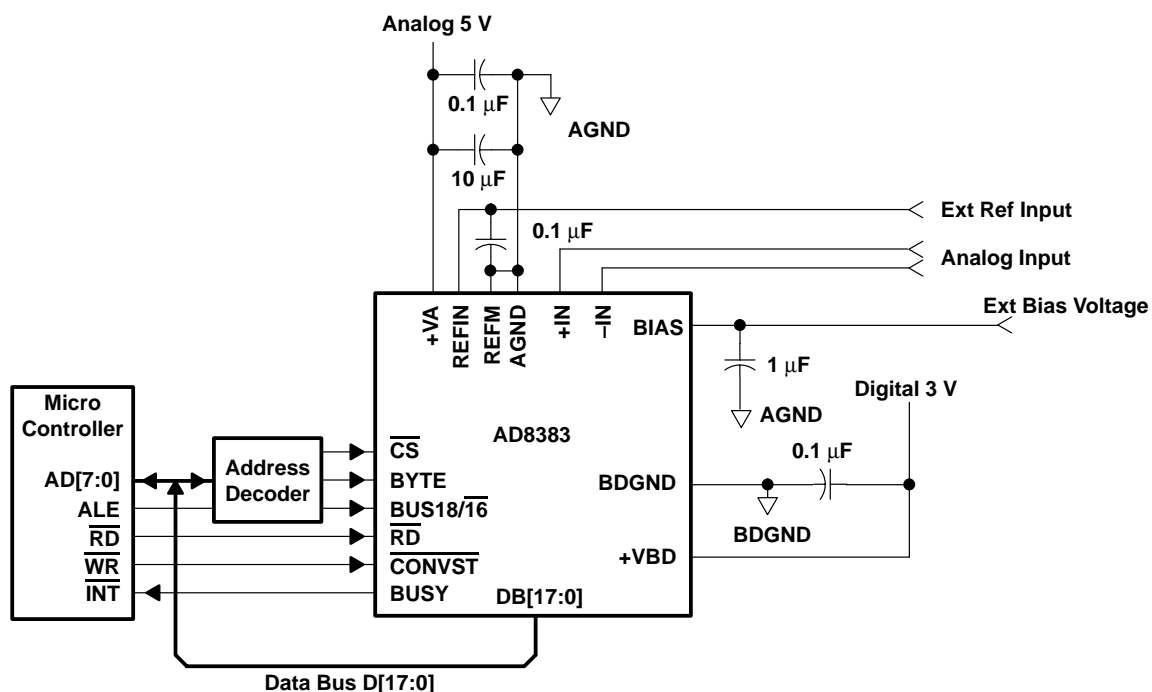 Analog 5 V
0.1 μF
AGND
10 μF
Ext Ref Input
0.1 μF
Analog Input
Ext Bias Voltage
+VA
REFIN
REFM
AGND
+IN
–IN
BIAS
1 μF
AGND
Digital 3 V
Micro
Controller
AD8383
0.1 μF
CS
AD[7:0]
Address
Decoder
BYTE
BDGND
ALE
BUS18/16
RD
RD
BDGND
WR
CONVST
+VBD
INT
BUSY
DB[17:0]
Data Bus D[17:0]